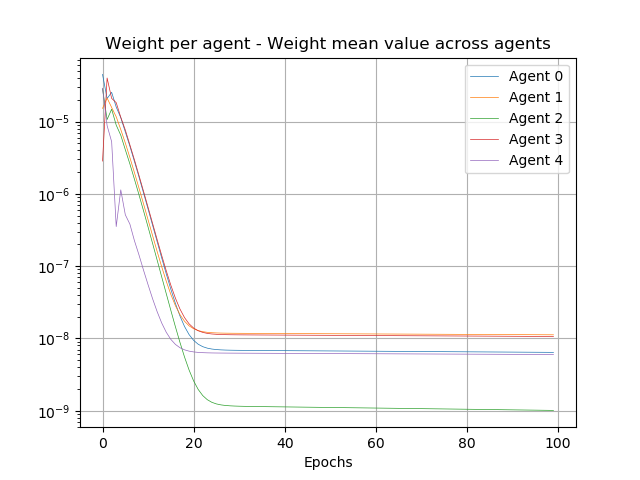 Weight per agent - Weight mean value across agents
Agent 0
Agent 1
Agent 2
Agent 3
Agent 4
10⁻⁵
10⁻⁶
10⁻⁷
10⁻⁸
10⁻⁹
0 20 40 60 80 100
Epochs